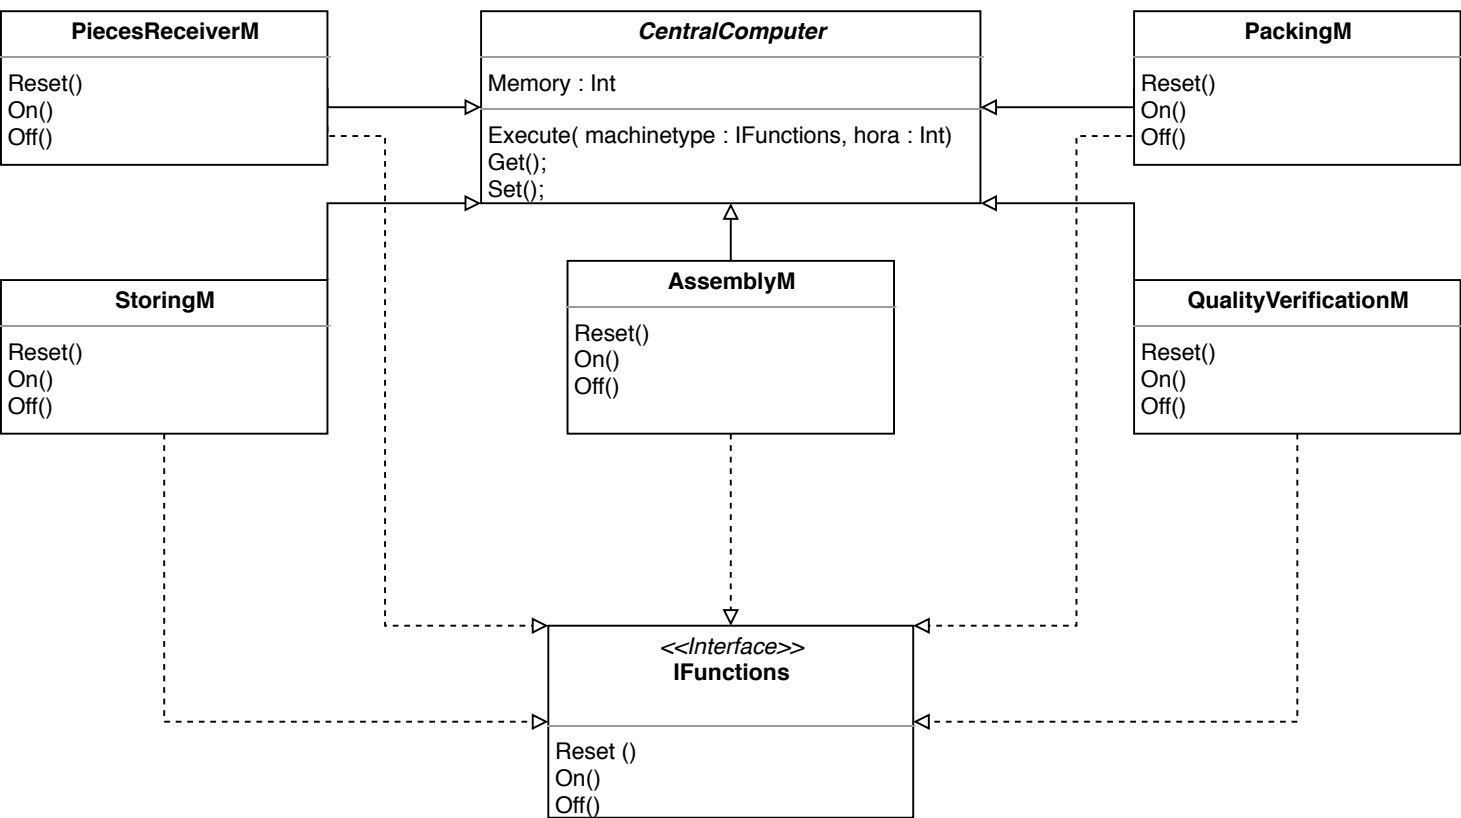 PiecesReceiverM
Reset()
On()
Off()
CentralComputer
Memory : Int
Execute( machinetype : IFunctions, hora : Int)
Get();
Set();
PackingM
Reset()
On()
Off()
StoringM
Reset()
On()
Off()
AssemblyM
Reset()
On()
Off()
QualityVerificationM
Reset()
On()
Off()
<<Interface>>
IFunctions
Reset ()
On()
Off()